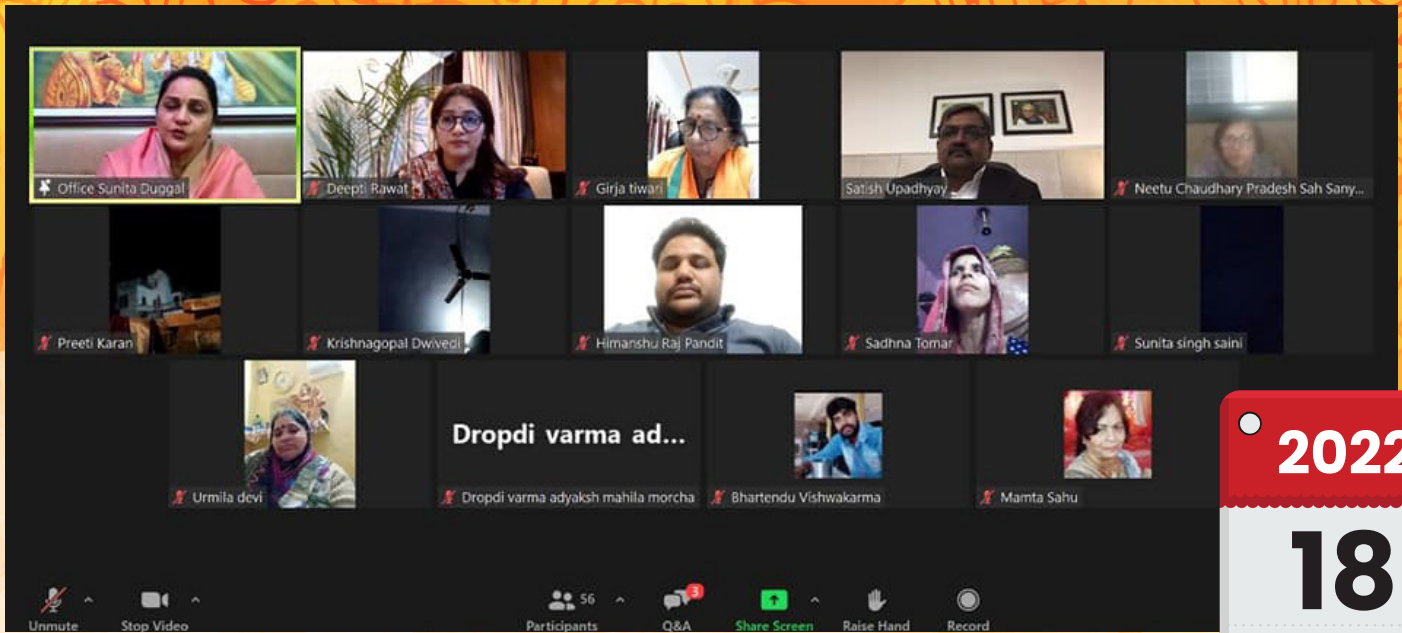 Office Sunita Duggal
Deepti Rawat
Girja tiwari
Satish Upadhyay
Neetu Chaudhary Pradesh Sah Sany...
Preeti Karan
Krishnagopal Dwivedi
Himanshu Raj Pandit
Sadhna Tomar
Sunita singh saini
Dropdi varma ad...
Urmila devi
Dropdi varma adyaksh mahila morcha
Bhartendu Vishwakarma
Mamta Sahu
2022
18
56
3
Unmute
Stop Video
Participants
Q&A
Share Screen
Raise Hand
Record